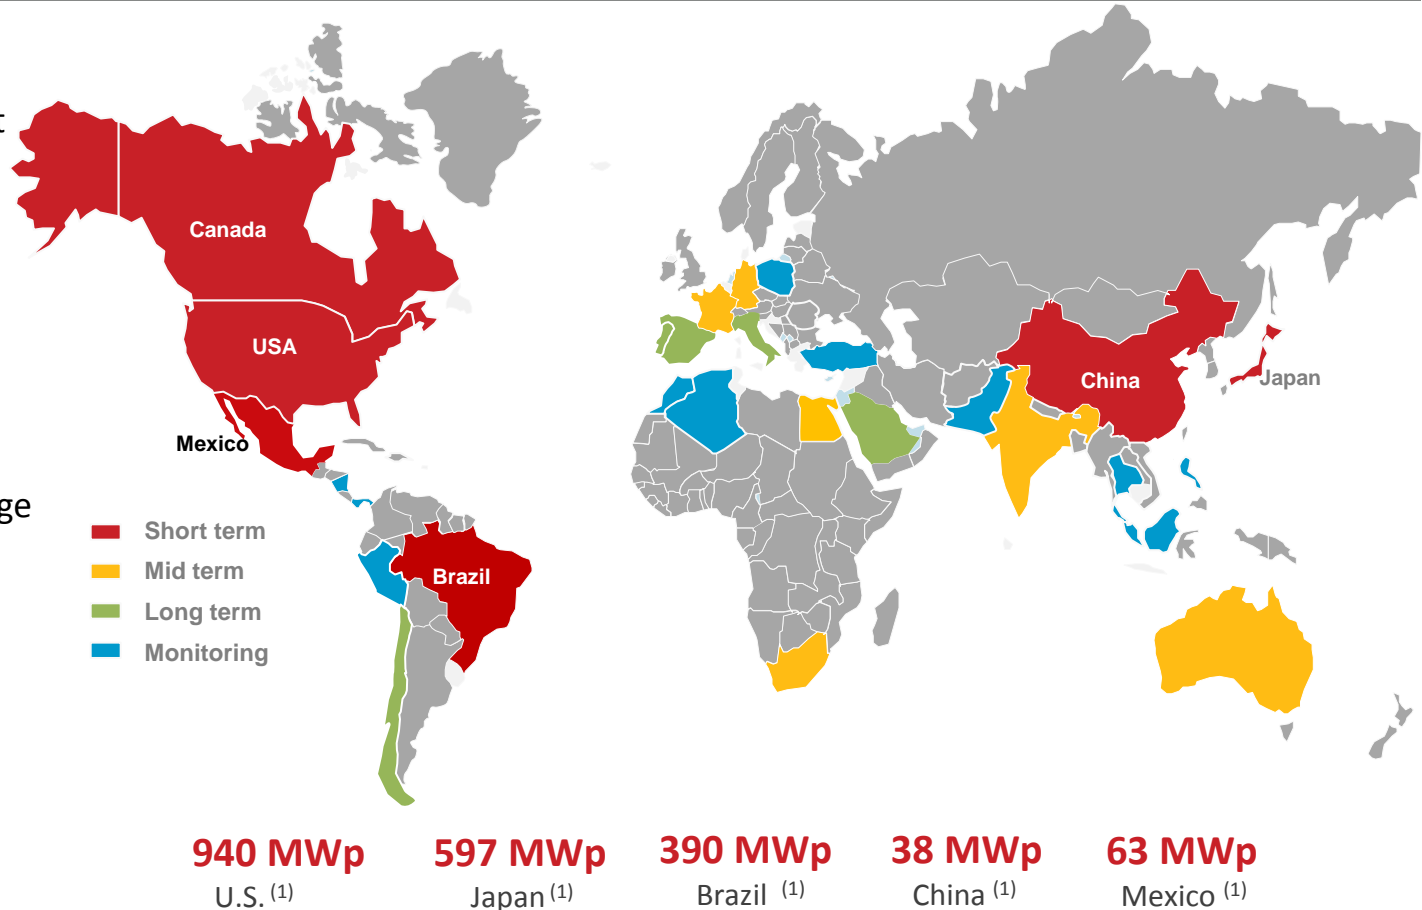 t
Canada
USA
China
Japan
Mexico
ge
Short term
Mid term
Brazil
Long term
Monitoring
940 MWp 597 MWp 390 MWp 38 MWp 63 MWp
U.S. (1) Japan (1) Brazil (1) China (1) Mexico (1)